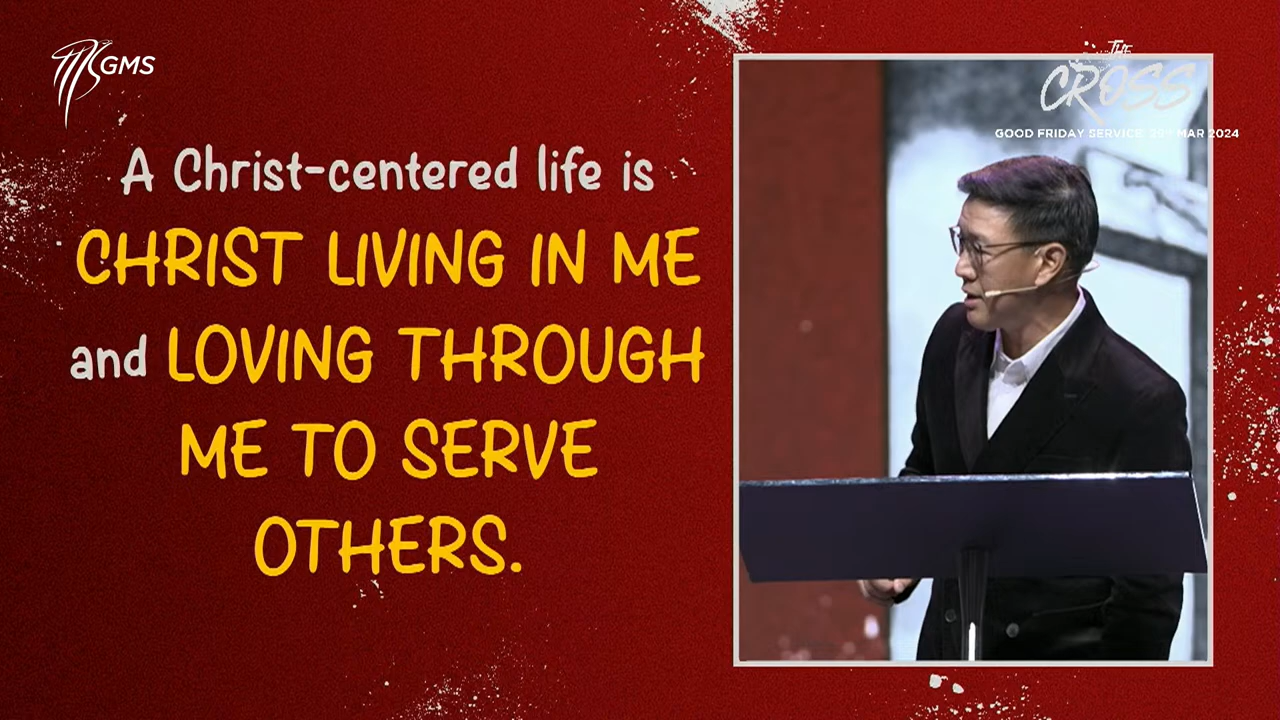 GMS
THE
CROSS
GOOD FRIDAY SERVICE 29TH MAR 2024
A Christ-centered life is
CHRIST LIVING IN ME
and LOVING THROUGH
ME TO SERVE
OTHERS.